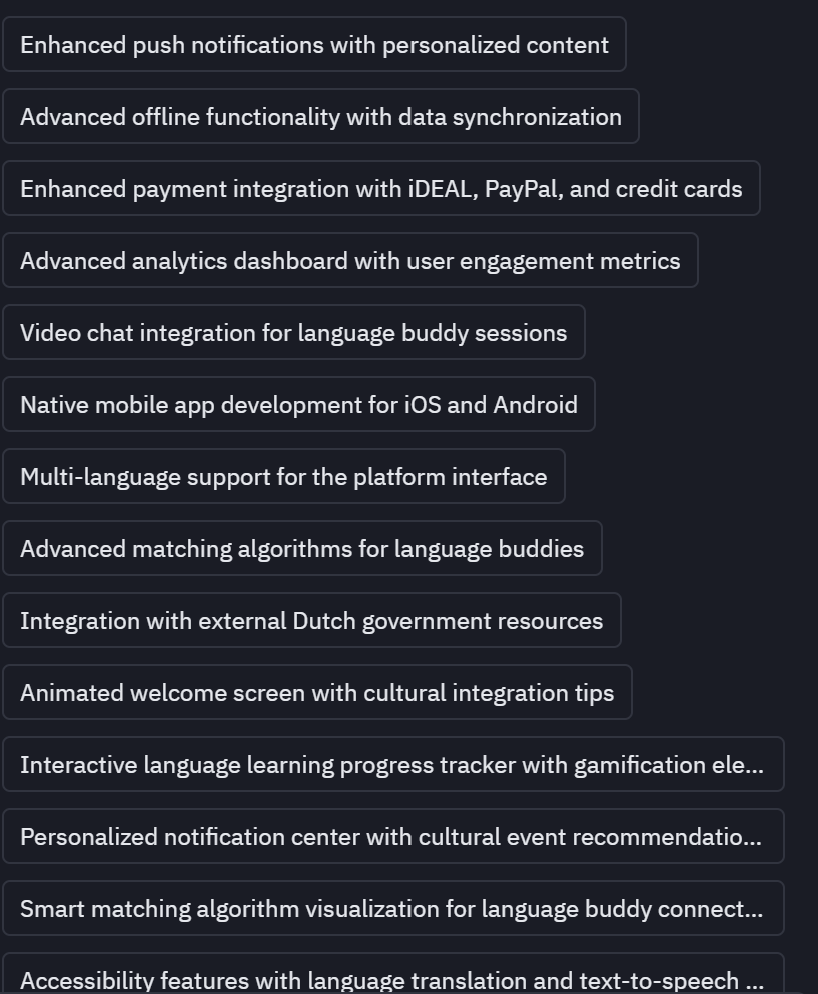 Enhanced push notifications with personalized content
Advanced offline functionality with data synchronization
Enhanced payment integration with iDEAL, PayPal, and credit cards
Advanced analytics dashboard with user engagement metrics
Video chat integration for language buddy sessions
Native mobile app development for iOS and Android
Multi-language support for the platform interface
Advanced matching algorithms for language buddies
Integration with external Dutch government resources
Animated welcome screen with cultural integration tips
Interactive language learning progress tracker with gamification ele...
Personalized notification center with cultural event recommendatio...
Smart matching algorithm visualization for language buddy connect...
Accessibility features with language translation and text-to-speech ...